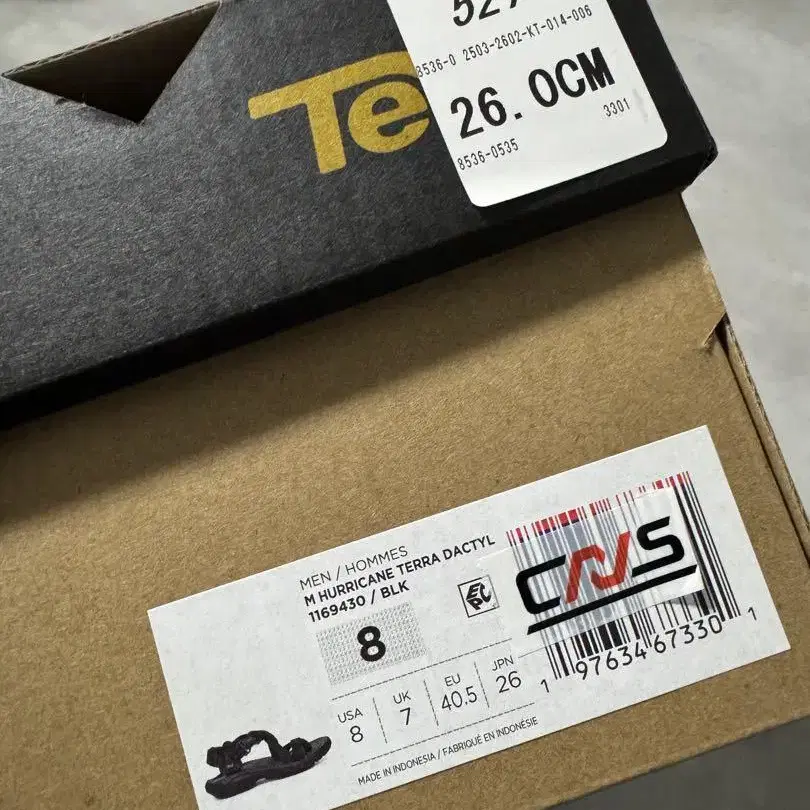 8536-0 2503-2602-KT-014-006
26.0CM
3301
8536-0535
Te
MEN / HOMMES
M HURRICANE TERRA DACTYL
1169430 / BLK
8
EPC
CNS
USA UK EU JPN
8 7 40.5 26
1 97634 67330 1
MADE IN INDONESIA / FABRIQUÉ EN INDONÉSIE